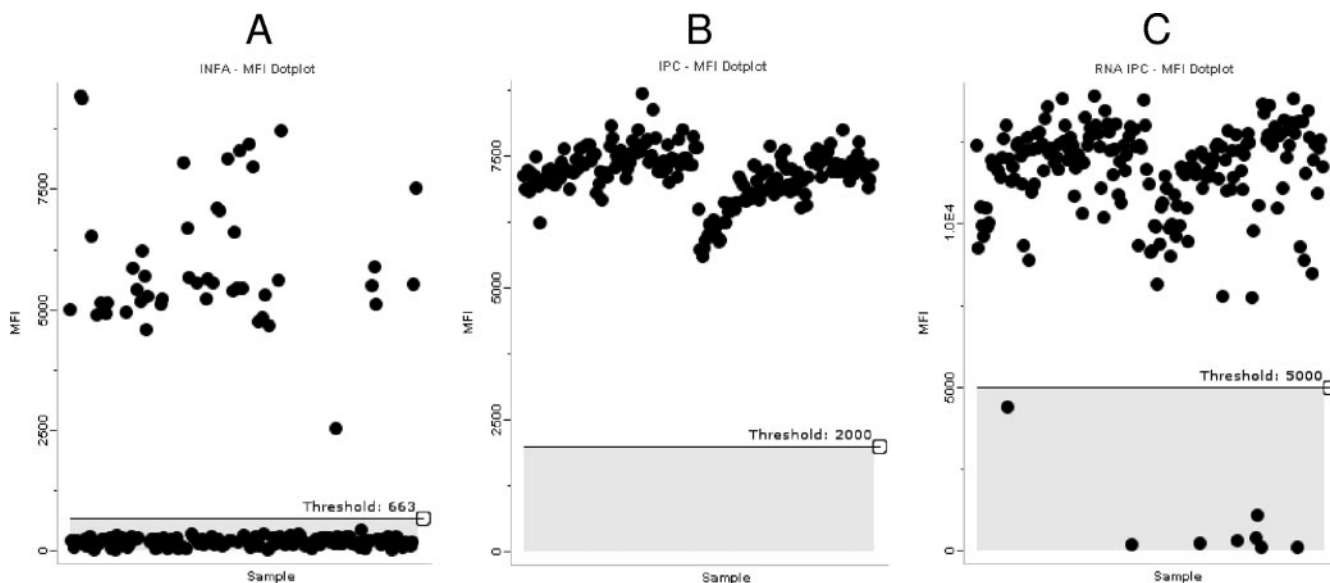 A
INFA - MFI Dotplot
MFI
7500
5000
2500
0
Threshold: 663
Sample
B
IPC - MFI Dotplot
MFI
7500
5000
2500
0
Threshold: 2000
Sample
C
RNA IPC - MFI Dotplot
MFI
1.0E4
5000
0
Threshold: 5000
Sample